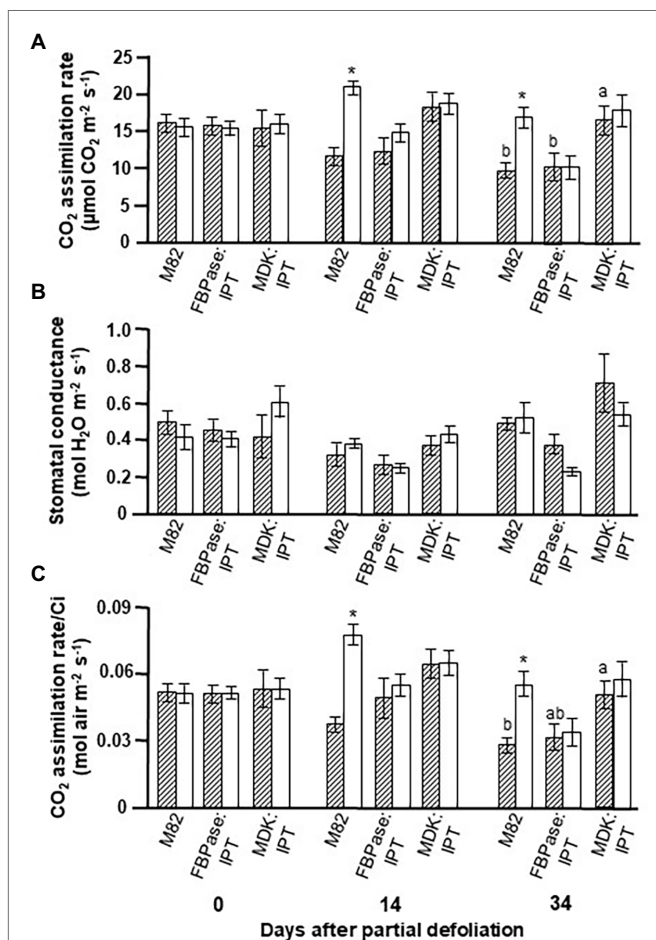 A
CO2 assimilation rate
(µmol CO2 m-2 s-1)
25
20
15
10
5
0
*
*
a
b
b
M82
FBPase:
IPT
MDK:
IPT
M82
FBPase:
IPT
MDK:
IPT
M82
FBPase:
IPT
MDK:
IPT
B
Stomatal conductance
(mol H2O m-2 s-1)
1.0
0.8
0.6
0.4
0.2
0
M82
FBPase:
IPT
MDK:
IPT
M82
FBPase:
IPT
MDK:
IPT
M82
FBPase:
IPT
MDK:
IPT
C
CO2 assimilation rate/Ci
(mol air m-2 s-1)
0.09
0.06
0.03
0
*
*
a
b
ab
M82
FBPase:
IPT
MDK:
IPT
M82
FBPase:
IPT
MDK:
IPT
M82
FBPase:
IPT
MDK:
IPT
0 14 34
Days after partial defoliation